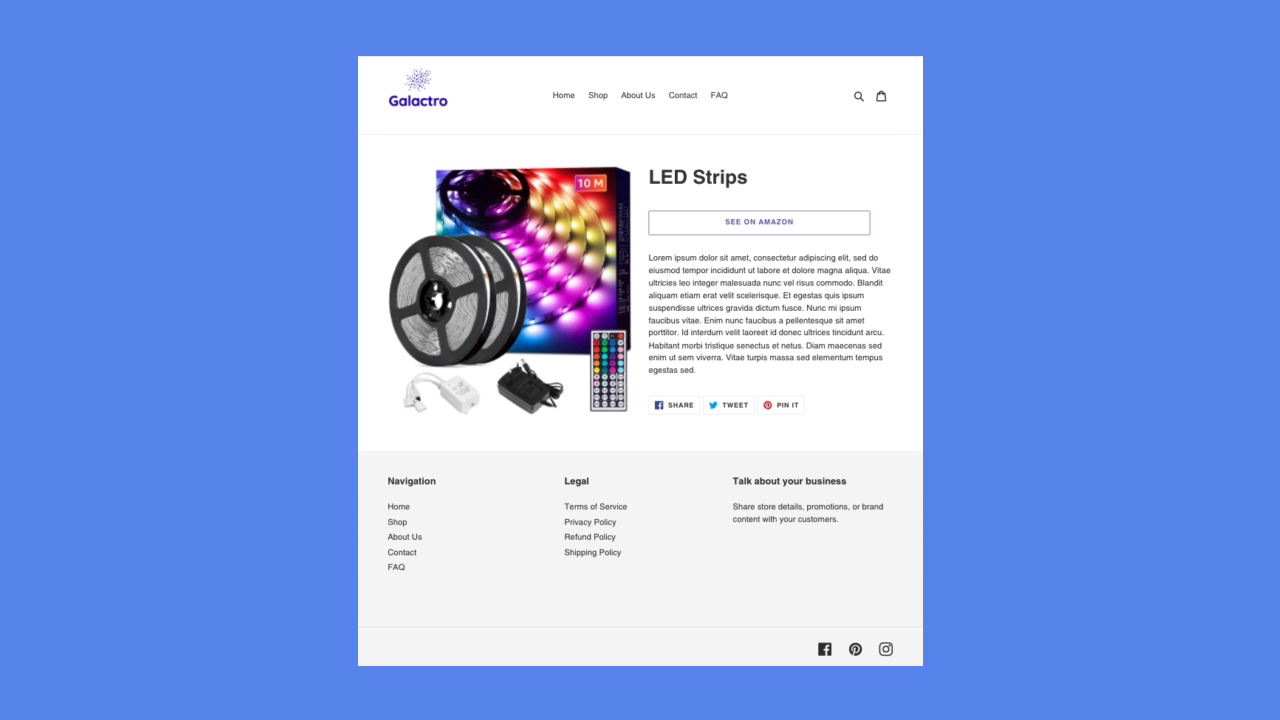 Galactro
Home Shop About Us Contact FAQ
10 M
LED Strips
SEE ON AMAZON
Lorem ipsum dolor sit amet, consectetur adipiscing elit, sed do
eiusmod tempor incididunt ut labore et dolore magna aliqua. Vitae
ultricies leo integer malesuada nunc vel risus commodo. Blandit
aliquam etiam erat velit scelerisque. Et egestas quis ipsum
suspendisse ultrices gravida dictum fusce. Nunc mi ipsum
faucibus vitae. Enim nunc faucibus a pellentesque sit amet
porttitor. Id interdum velit laoreet id donec ultrices tincidunt arcu.
Habitant morbi tristique senectus et netus. Diam maecenas sed
enim ut sem viverra. Vitae turpis massa sed elementum tempus
egestas sed.
SHARE TWEET PIN IT
Navigation
Home
Shop
About Us
Contact
FAQ
Legal
Terms of Service
Privacy Policy
Refund Policy
Shipping Policy
Talk about your business
Share store details, promotions, or brand
content with your customers.